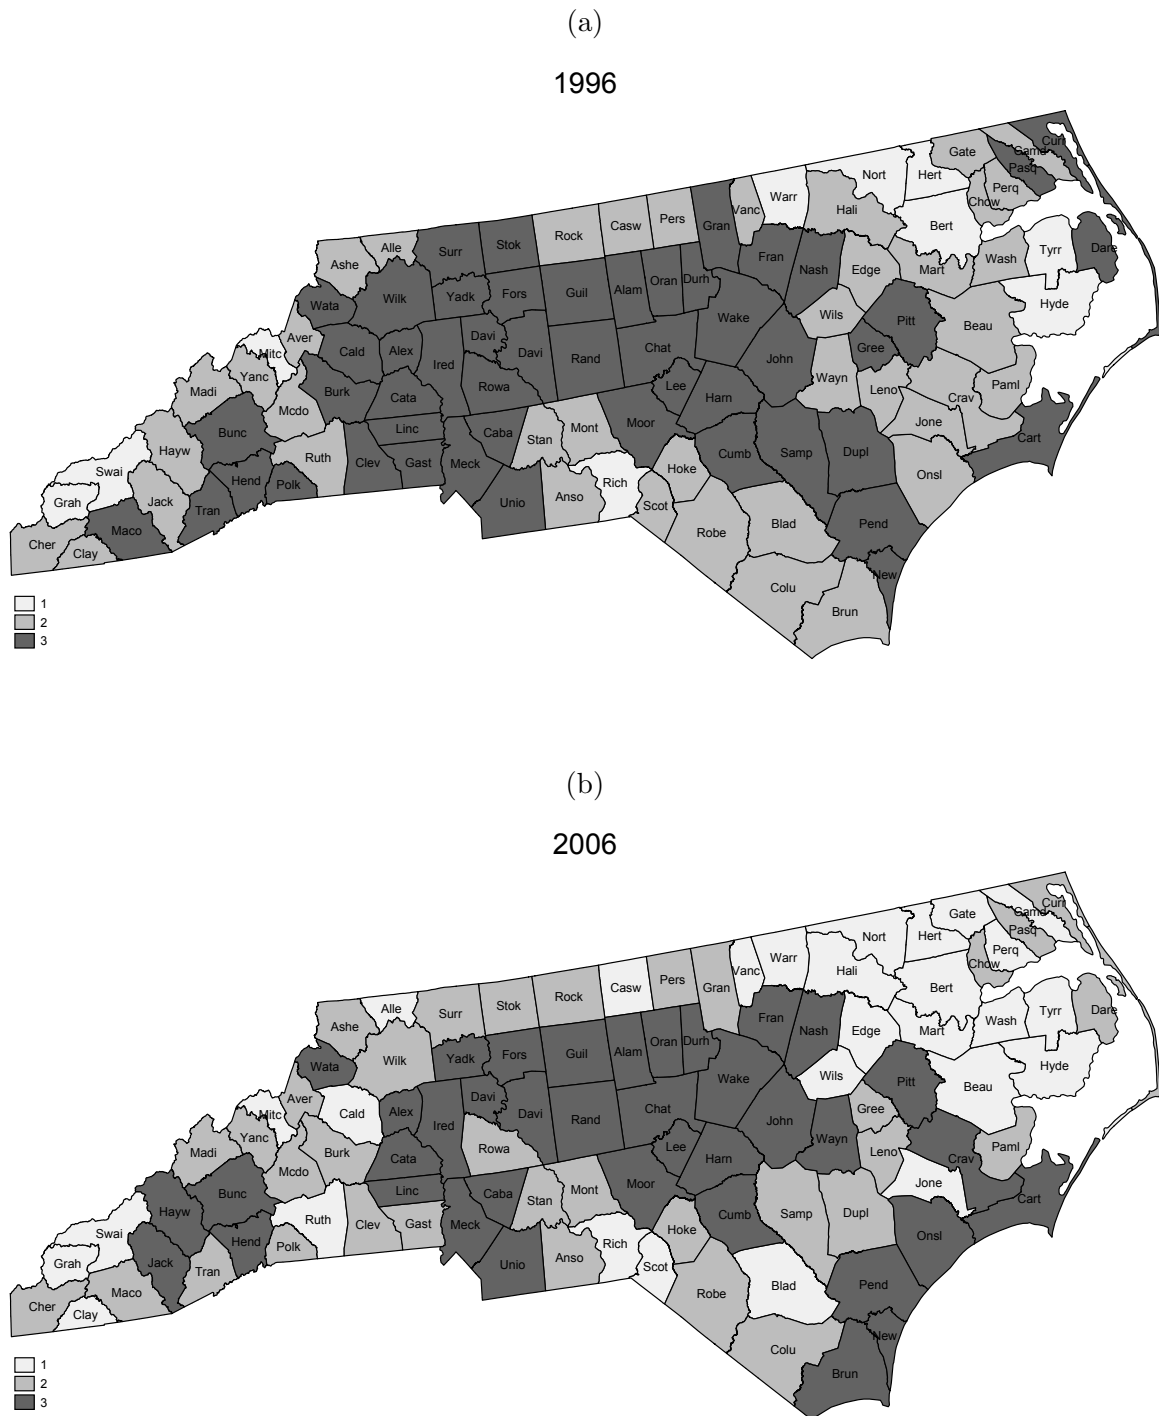 (a)
1996
Curr
Gate Camd
Pasq
Nort Hert
Perq
Warr
Vanc Hali Chow
Casw Pers Gran Bert
Rock
Stok
Surr Tyrr Dare
Alle Fran Wash
Ashe Nash Edge Mart
Oran Durh
Wilk Yadk Fors Guil Alam Hyde
Wata
Wake Wils Pitt Beau
Aver Davi
Mitc Cald Alex Davi Chat Gree
Ired Rand John
Yanc Rowa Wayn Paml
Madi Burk Cata Lee Harn Leno Crav
Mcdo
Linc Moor Jone
Bunc Caba Mont Cart
Hayw Stan
Ruth Clev Gast Meck Cumb Samp Dupl
Swai Hoke Onsl
Hend Polk Rich
Grah Jack Tran Unio Anso Scot
Maco Blad Pend
Cher Robe
Clay
New
Colu
1
2 Brun
3
(b)
2006
Curr
Gate Camd
Pasq
Nort Hert
Perq
Warr
Vanc Hali Chow
Casw Pers Gran Bert
Rock
Stok
Surr Tyrr Dare
Alle Fran Wash
Ashe Nash Edge Mart
Oran Durh
Wilk Yadk Fors Guil Alam Hyde
Wata
Wake Wils Pitt Beau
Aver Davi
Mitc Cald Alex Davi Chat Gree
Ired Rand John
Yanc Rowa Wayn Paml
Madi Burk Cata Lee Harn Leno Crav
Mcdo
Linc Moor Jone
Bunc Caba Mont Cart
Hayw Stan
Ruth Clev Gast Meck Cumb Samp Dupl
Swai Hoke Onsl
Hend Polk Rich
Grah Jack Tran Unio Anso Scot
Maco Blad Pend
Cher Robe
Clay
New
Colu
1
2 Brun
3